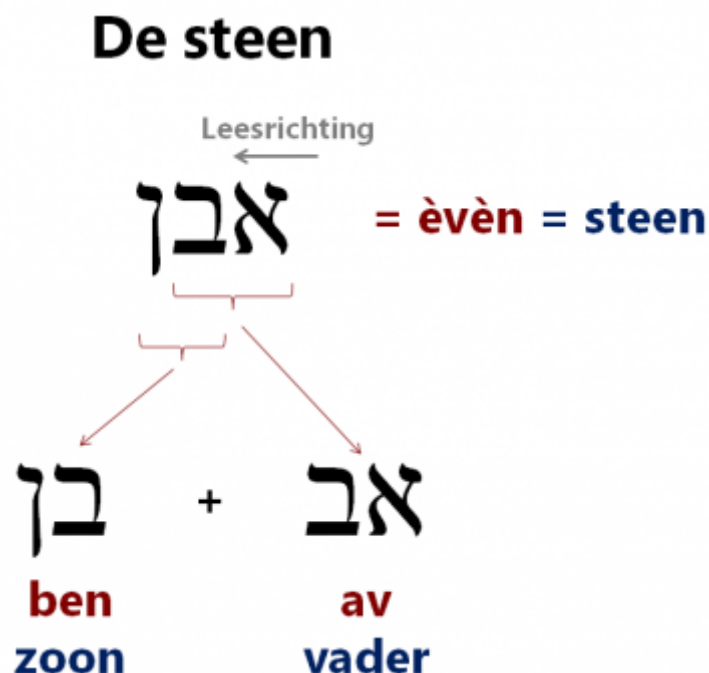 De steen
Leesrichting
אבן = èvèn = steen
בן + אב
ben av
zoon vader